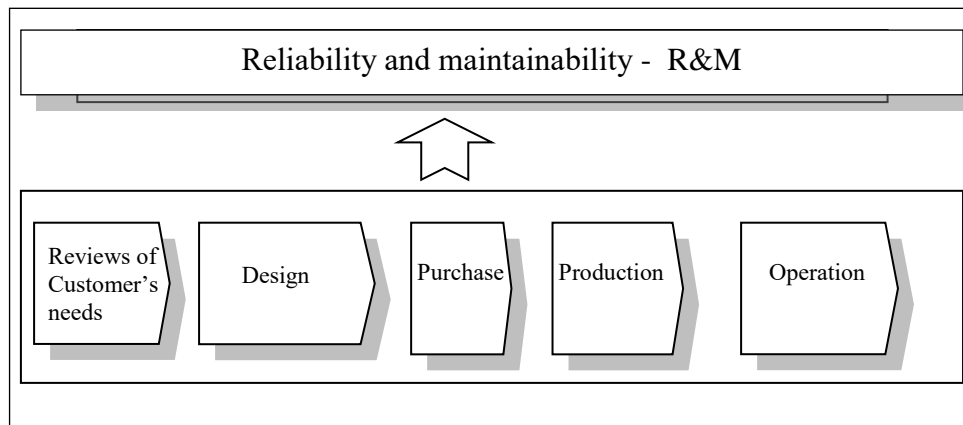 Reliability and maintainability - R&M
Reviews of
Customer's
needs
Design
Purchase
Production
Operation